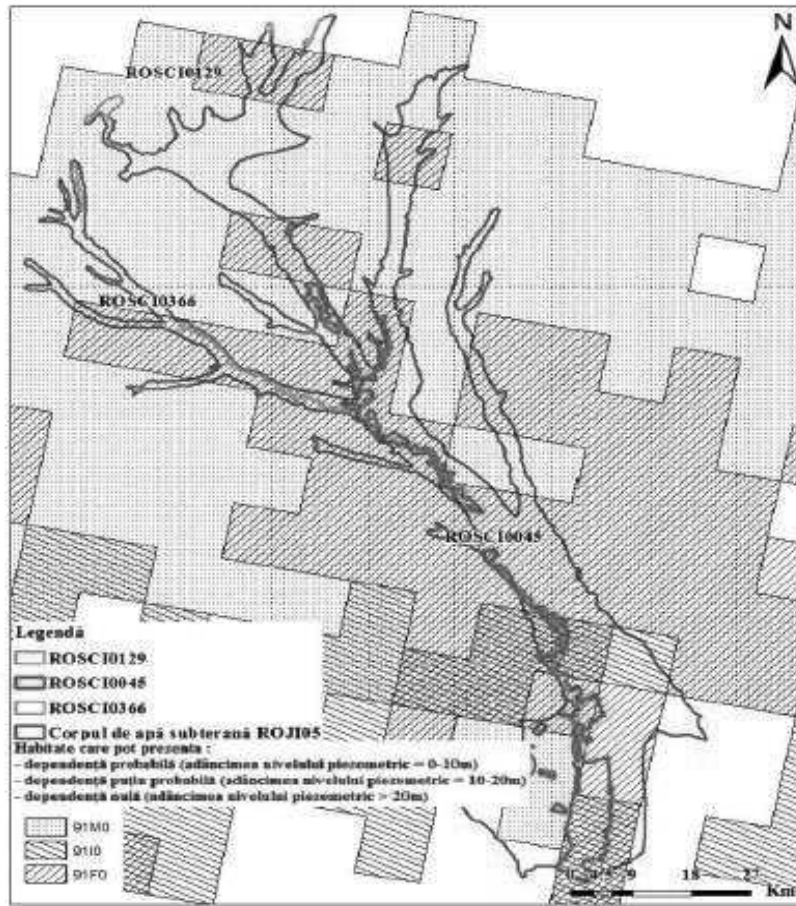 N
ROSCI0129
ROSCI0366
ROSCI0045
Legendă
ROSCI0129
ROSCI0045
ROSCI0366
Corpul de apă subterană ROJI05
Habitate care pot prezenta :
- dependență probabilă (adâncimea nivelului piezometric = 0-10m)
- dependență puțin probabilă (adâncimea nivelului piezometric = 10-20m)
- dependență nulă (adâncimea nivelului piezometric > 20m)
91M0
91I0
91F0
9 18 27
Km